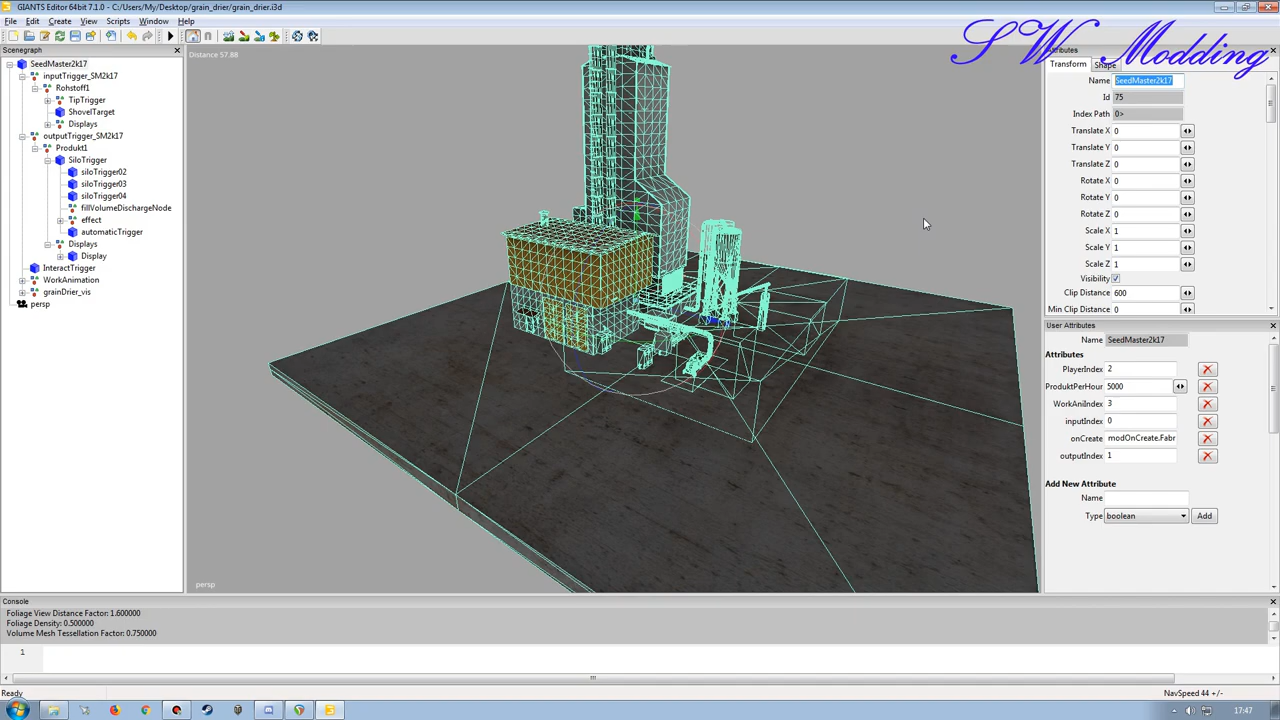 GIANTS Editor 64bit 7.1.0 - C:/Users/My/Desktop/grain_drier/grain_drier.i3d
File Edit Create View Scripts Window Help
SW Modding
Scenegraph
SeedMaster2k17
inputTrigger_SM2k17
Rohstoff1
TipTrigger
ShovelTarget
Displays
outputTrigger_SM2k17
Produkt1
SiloTrigger
siloTrigger02
siloTrigger03
siloTrigger04
fillVolumeDischargeNode
effect
automaticTrigger
Displays
Display
InteractTrigger
WorkAnimation
grainDrier_vis
persp
Distance 57.88
persp
Attributes
Transform Shape
Name SeedMaster2k17
Id 75
Index Path 0>
Translate X 0
Translate Y 0
Translate Z 0
Rotate X 0
Rotate Y 0
Rotate Z 0
Scale X 1
Scale Y 1
Scale Z 1
Visibility
Clip Distance 600
Min Clip Distance 0
User Attributes
Name SeedMaster2k17
Attributes
PlayerIndex 2
ProduktPerHour 5000
WorkAniIndex 3
inputIndex 0
onCreate modOnCreate.Fabr
outputIndex 1
Add New Attribute
Name
Type boolean Add
Console
Foliage View Distance Factor: 1.600000
Foliage Density: 0.500000
Volume Mesh Tessellation Factor: 0.750000
1
Ready
NavSpeed 44 +/-
17:47